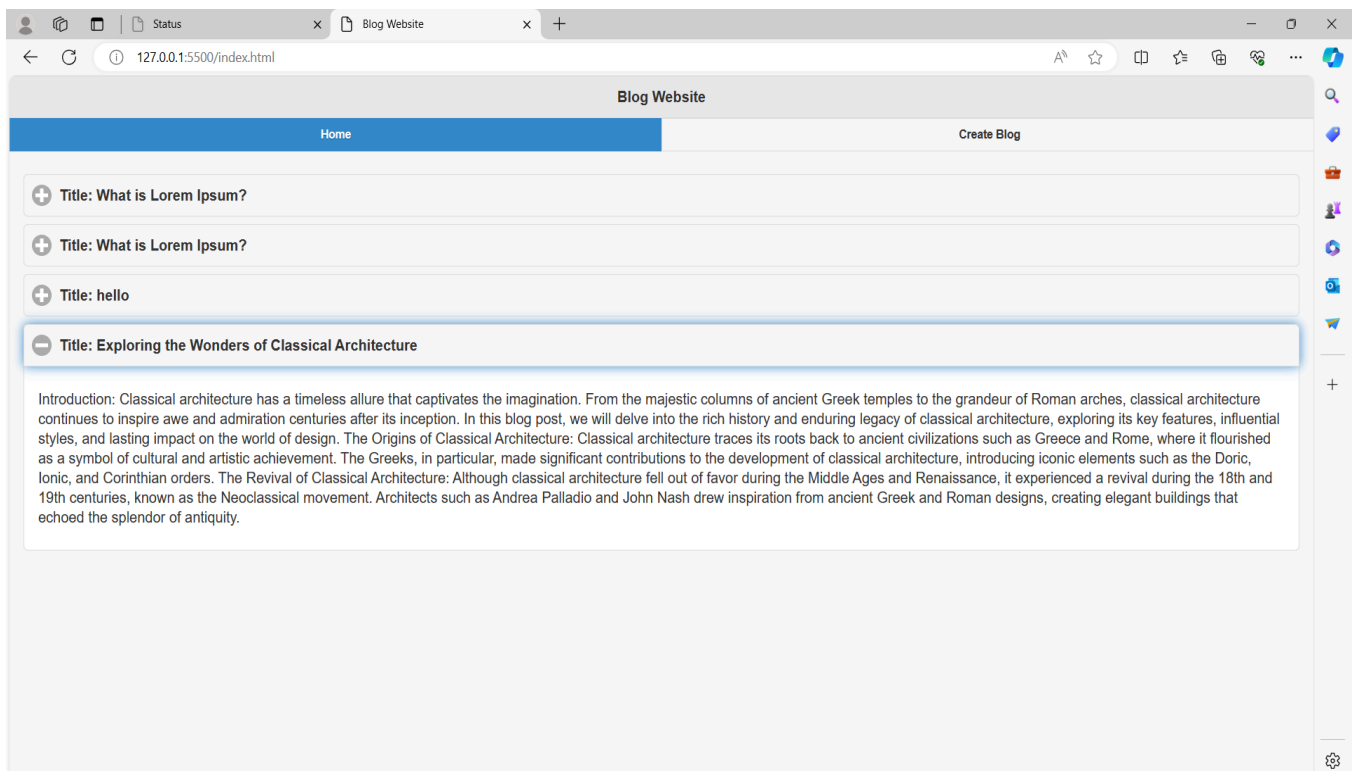 Status
Blog Website
127.0.0.1:5500/index.html
Blog Website
Home
Create Blog
Title: What is Lorem Ipsum?
Title: What is Lorem Ipsum?
Title: hello
Title: Exploring the Wonders of Classical Architecture
Introduction: Classical architecture has a timeless allure that captivates the imagination. From the majestic columns of ancient Greek temples to the grandeur of Roman arches, classical architecture
continues to inspire awe and admiration centuries after its inception. In this blog post, we will delve into the rich history and enduring legacy of classical architecture, exploring its key features, influential
styles, and lasting impact on the world of design. The Origins of Classical Architecture: Classical architecture traces its roots back to ancient civilizations such as Greece and Rome, where it flourished
as a symbol of cultural and artistic achievement. The Greeks, in particular, made significant contributions to the development of classical architecture, introducing iconic elements such as the Doric,
Ionic, and Corinthian orders. The Revival of Classical Architecture: Although classical architecture fell out of favor during the Middle Ages and Renaissance, it experienced a revival during the 18th and
19th centuries, known as the Neoclassical movement. Architects such as Andrea Palladio and John Nash drew inspiration from ancient Greek and Roman designs, creating elegant buildings that
echoed the splendor of antiquity.